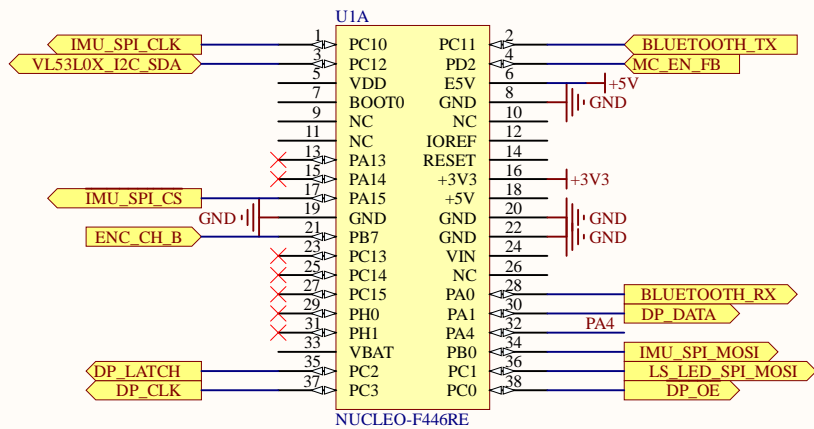 U1A
IMU_SPI_CLK 1 PC10 PC11 2 BLUETOOTH_TX
VL53L0X_I2C_SDA 3 PC12 PD2 4 MC_EN_FB
5 VDD E5V 6 +5V
7 BOOT0 GND 8 GND
9 NC NC 10
11 NC IOREF 12
13 PA13 RESET 14
15 PA14 +3V3 16 +3V3
IMU_SPI_CS 17 PA15 +5V 18
GND 19 GND GND 20 GND
ENC_CH_B 21 PB7 GND 22 GND
23 PC13 VIN 24
25 PC14 NC 26
27 PC15 PA0 28 BLUETOOTH_RX
29 PH0 PA1 30 DP_DATA
31 PH1 PA4 32 PA4
33 VBAT PB0 34 IMU_SPI_MOSI
DP_LATCH 35 PC2 PC1 36 LS_LED_SPI_MOSI
DP_CLK 37 PC3 PC0 38 DP_OE
NUCLEO-F446RE